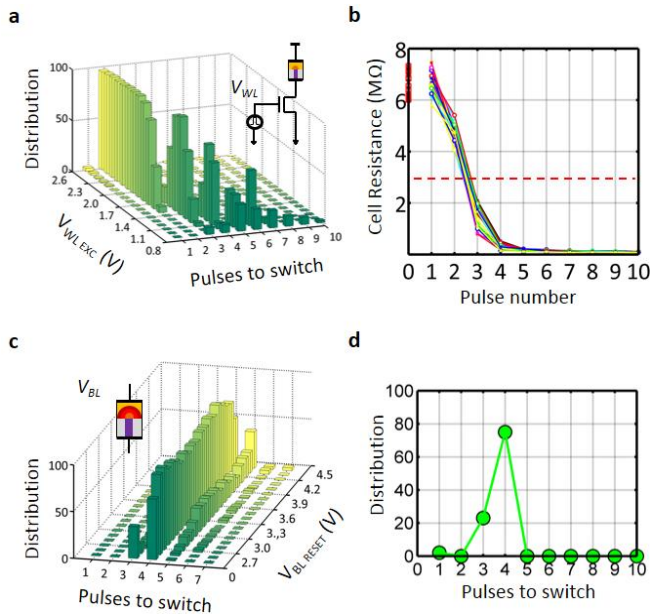 a
Distribution
100
50
0
2.6
2.3
2.0
1.7
1.4
1.1
0.8
V_WL EXC (V)
1 2 3 4 5 6 7 8 9 10
Pulses to switch
V_WL
b
Cell Resistance (MΩ)
8
6
4
2
0 1 2 3 4 5 6 7 8 9 10
Pulse number
c
V_BL
Distribution
100
50
0
1 2 3 4 5 6 7
Pulses to switch
0
2.7
3.0
3.,3
3.6
3.9
4.2
4.5
V_BL RESET (V)
d
Distribution
100
80
60
40
20
0
0 1 2 3 4 5 6 7 8 9 10
Pulses to switch